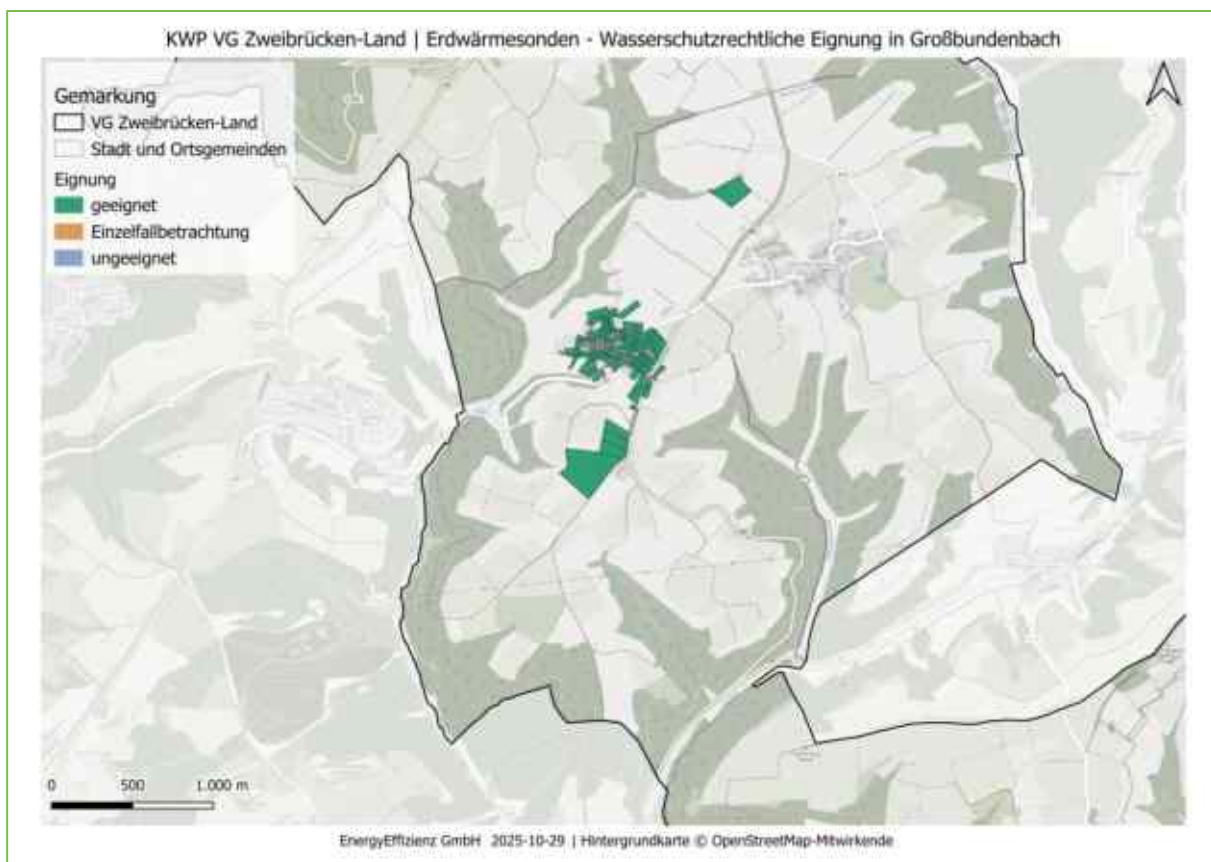 KWP VG Zweibrücken-Land | Erdwärmesonden - Wasserschutzrechtliche Eignung in Großbundenbach
Gemarkung
VG Zweibrücken-Land
Stadt und Ortsgemeinden
Eignung
geeignet
Einzelfallbetrachtung
ungeeignet
0 500 1.000 m
EnergyEffizienz GmbH 2025-10-29 | Hintergrundkarte © OpenStreetMap-Mitwirkende